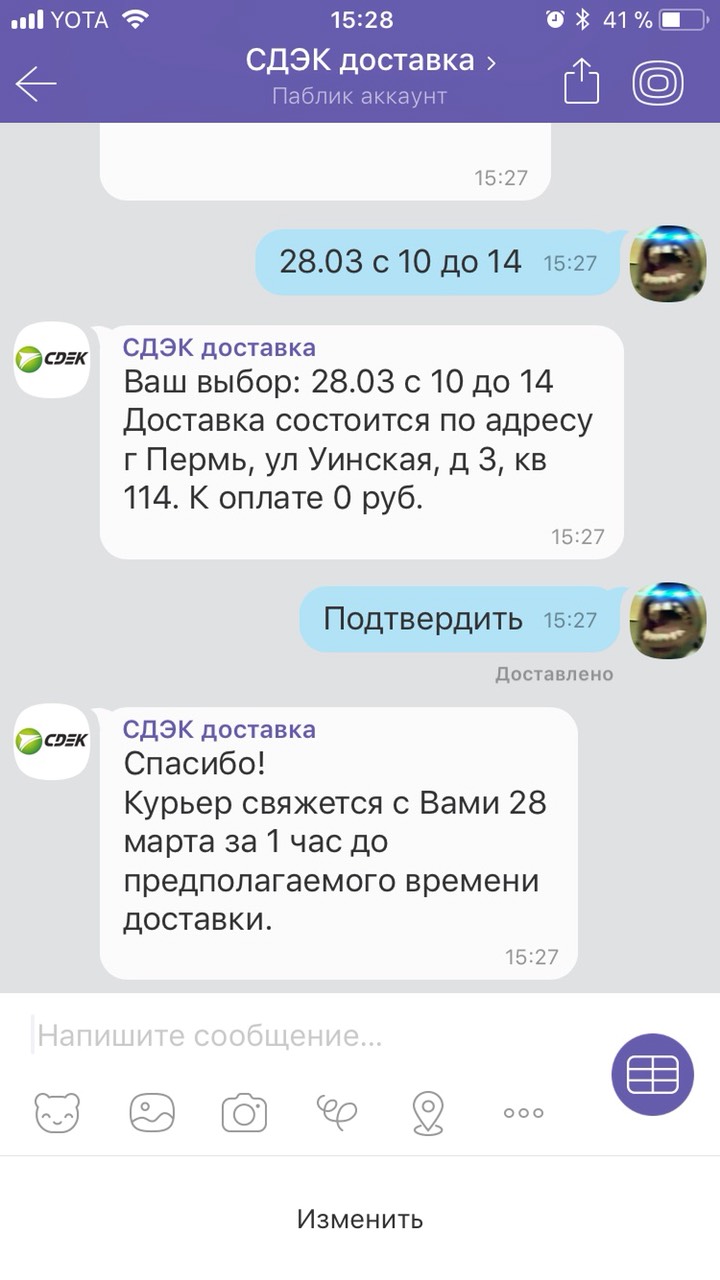 YOTA 15:28 41 %
СДЭК доставка
Паблик аккаунт
15:27
28.03 с 10 до 14 15:27
CDEK
СДЭК доставка
Ваш выбор: 28.03 с 10 до 14
Доставка состоится по адресу
г Пермь, ул Уинская, д 3, кв
114. К оплате 0 руб.
15:27
Подтвердить 15:27
Доставлено
CDEK
СДЭК доставка
Спасибо!
Курьер свяжется с Вами 28
марта за 1 час до
предполагаемого времени
доставки.
15:27
Напишите сообщение...
Изменить